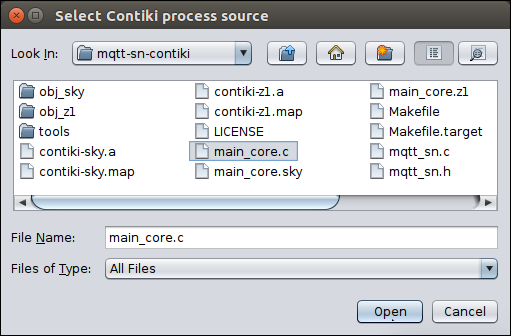 Select Contiki process source
Look In: mqtt-sn-contiki
obj_sky contiki-z1.a main_core.z1
obj_z1 contiki-z1.map Makefile
tools LICENSE Makefile.target
contiki-sky.a main_core.c mqtt_sn.c
contiki-sky.map main_core.sky mqtt_sn.h
File Name: main_core.c
Files of Type: All Files
Open Cancel